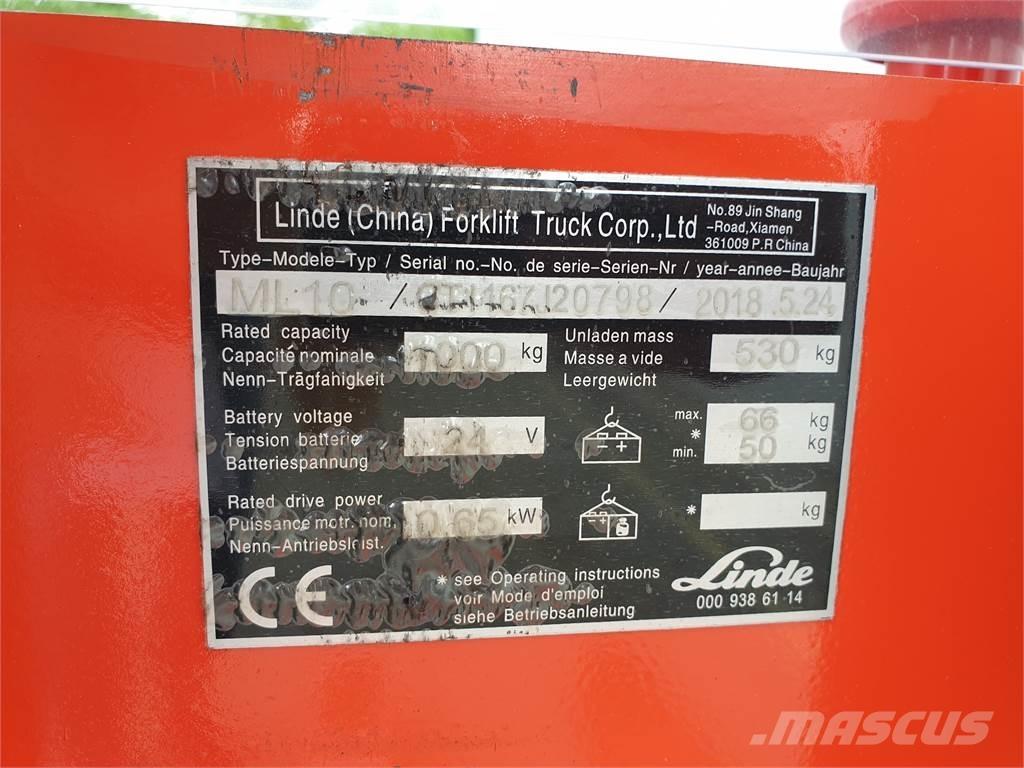 Linde (China) Forklift Truck Corp.,Ltd
No.89 Jin Shang
-Road,Xiamen
361009 P.R China
Type-Modele-Typ / Serial no.-No. de serie-Serien-Nr / year-annee-Baujahr
ML10 / / 2018.5.24
Rated capacity
Capacité nominale
Nenn-Trägfahigkeit
1000 kg
Unladen mass
Masse a vide
Leergewicht
530 kg
Battery voltage
Tension batterie
Batteriespannung
24 V
- +
max.
*
min.
66 kg
50 kg
Rated drive power
Puissance motr. nom.
Nenn-Antriebsleist.
0.65 kW
- +
* kg
CE
* see Operating instructions
voir Mode d'emploi
siehe Betriebsanleitung
Linde
000 938 61 14
MASCUS